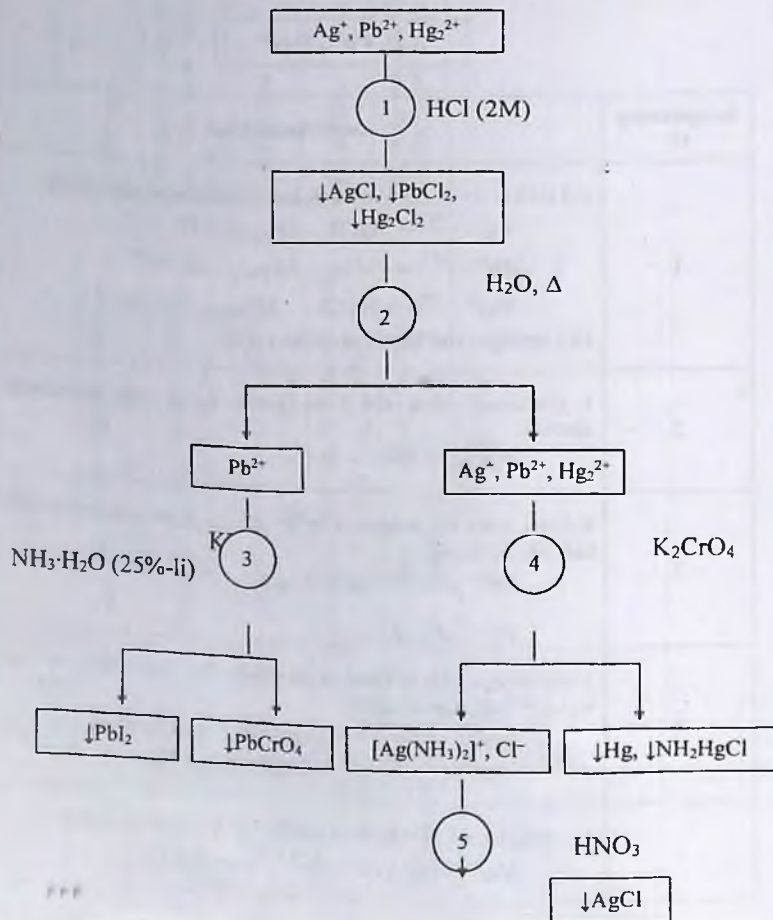 Ag⁺, Pb²⁺, Hg₂²⁺
1 HCl (2M)
↓AgCl, ↓PbCl₂,
↓Hg₂Cl₂
H₂O, Δ
2
Pb²⁺
Ag⁺, Pb²⁺, Hg₂²⁺
K
3
4
K₂CrO₄
NH₃·H₂O (25%-li)
↓PbI₂
↓PbCrO₄
[Ag(NH₃)₂]⁺, Cl⁻
↓Hg, ↓NH₂HgCl
5
HNO₃
↓AgCl